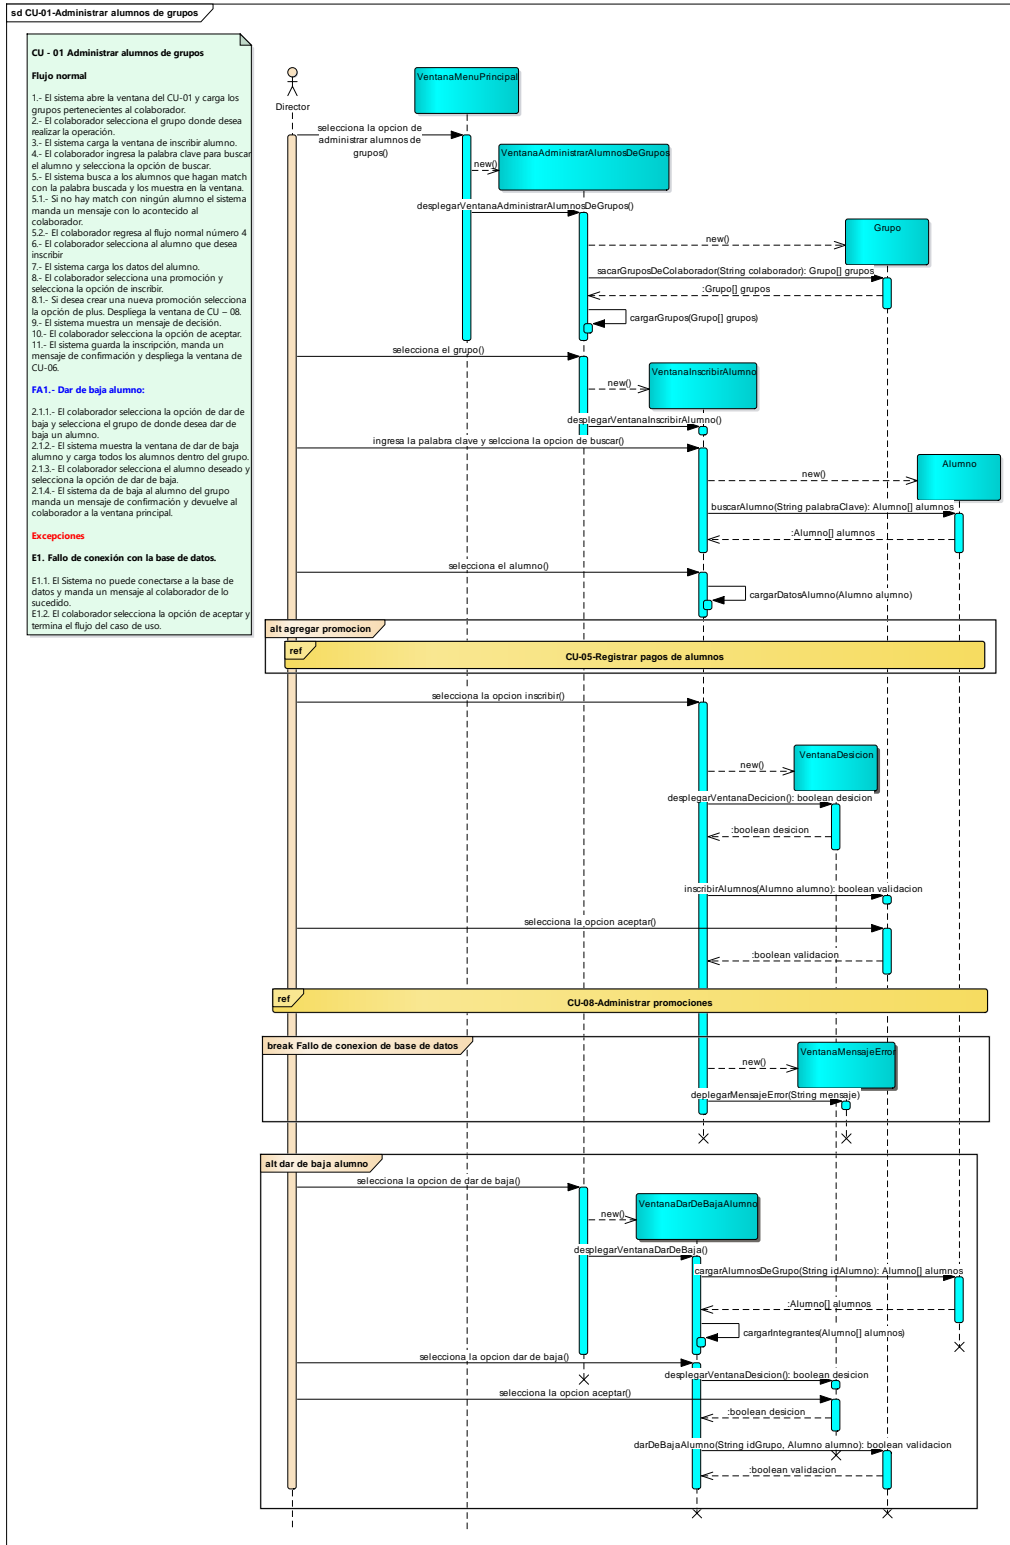 sd CU-01-Administrar alumnos de grupos
CU - 01 Administrar alumnos de grupos
Flujo normal
1.- El sistema abre la ventana del CU-01 y carga los
grupos pertenecientes al colaborador.
2.- El colaborador selecciona el grupo donde desea
realizar la operación.
3.- El sistema carga la ventana de inscribir alumno.
4.- El colaborador ingresa la palabra clave para buscar
el alumno y selecciona la opción de buscar.
5.- El sistema busca a los alumnos que hagan match
con la palabra buscada y los muestra en la ventana.
5.1.- Si no hay match con ningún alumno el sistema
manda un mensaje con lo acontecido al
colaborador.
5.2.- El colaborador regresa al flujo normal número 4
6.- El colaborador selecciona al alumno que desea
inscribir
7.- El sistema carga los datos del alumno.
8.- El colaborador selecciona una promoción y
selecciona la opción de inscribir.
8.1.- Si desea crear una nueva promoción selecciona
la opción de plus. Despliega la ventana de CU – 08.
9.- El sistema muestra un mensaje de decisión.
10.- El colaborador selecciona la opción de aceptar.
11.- El sistema guarda la inscripción, manda un
mensaje de confirmación y despliega la ventana de
CU-06.
FA1.- Dar de baja alumno:
2.1.1.- El colaborador selecciona la opción de dar de
baja y selecciona el grupo de donde desea dar de
baja un alumno.
2.1.2.- El sistema muestra la ventana de dar de baja
alumno y carga todos los alumnos dentro del grupo.
2.1.3.- El colaborador selecciona el alumno deseado y
selecciona la opción de dar de baja.
2.1.4.- El sistema da de baja al alumno del grupo
manda un mensaje de confirmación y devuelve al
colaborador a la ventana principal.
Excepciones
E1. Fallo de conexión con la base de datos.
E1.1. El Sistema no puede conectarse a la base de
datos y manda un mensaje al colaborador de lo
sucedido.
E1.2. El colaborador selecciona la opción de aceptar y
termina el flujo del caso de uso.
Director
VentanaMenuPrincipal
selecciona la opcion de
administrar alumnos de
grupos()
VentanaAdministrarAlumnosDeGrupos
new()
desplegarVentanaAdministrarAlumnosDeGrupos()
Grupo
new()
sacarGruposDeColaborador(String colaborador): Grupo[] grupos
:Grupo[] grupos
cargarGrupos(Grupo[] grupos)
selecciona el grupo()
VentanaInscribirAlumno
new()
desplegarVentanaInscribirAlumno()
ingresa la palabra clave y selcciona la opcion de buscar()
Alumno
new()
buscarAlumno(String palabraClave): Alumno[] alumnos
:Alumno[] alumnos
selecciona el alumno()
cargarDatosAlumno(Alumno alumno)
alt agregar promocion
ref
CU-05-Registrar pagos de alumnos
selecciona la opcion inscribir()
VentanaDesicion
new()
desplegarVentanaDecicion(): boolean desicion
:boolean desicion
inscribirAlumnos(Alumno alumno): boolean validacion
selecciona la opcion aceptar()
:boolean validacion
ref
CU-08-Administrar promociones
break Fallo de conexion de base de datos
VentanaMensajeError
new()
deplegarMensajeError(String mensaje)
alt dar de baja alumno
selecciona la opcion de dar de baja()
VentanaDarDeBajaAlumno
new()
desplegarVentanaDarDeBaja()
cargarAlumnosDeGrupo(String idAlumno): Alumno[] alumnos
:Alumno[] alumnos
cargarIntegrantes(Alumno[] alumnos)
selecciona la opcion dar de baja()
desplegarVentanaDesicion(): boolean desicion
selecciona la opcion aceptar()
:boolean desicion
darDeBajaAlumno(String idGrupo, Alumno alumno): boolean validacion
:boolean validacion